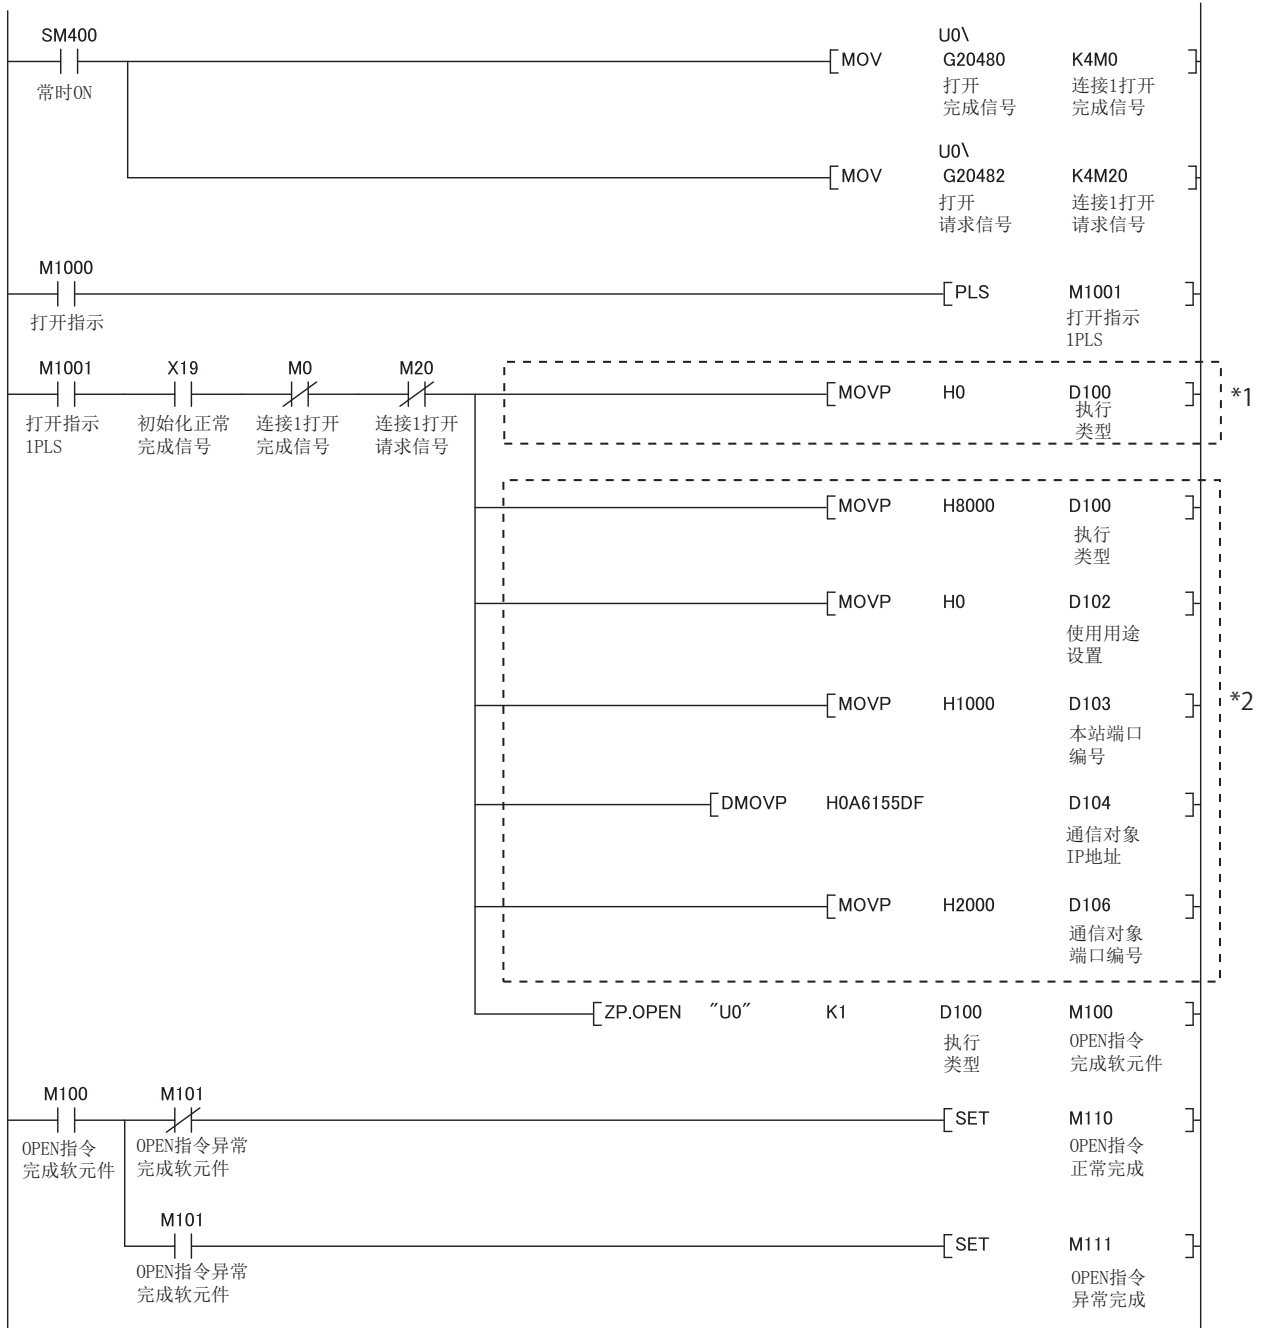 SM400
常时ON
MOV
U0\
G20480
打开
完成信号
K4M0
连接1打开
完成信号
MOV
U0\
G20482
打开
请求信号
K4M20
连接1打开
请求信号
M1000
打开指示
PLS
M1001
打开指示
1PLS
M1001
打开指示
1PLS
X19
初始化正常
完成信号
M0
连接1打开
完成信号
M20
连接1打开
请求信号
MOVP
H0
D100
执行
类型
*1
MOVP
H8000
D100
执行
类型
MOVP
H0
D102
使用用途
设置
MOVP
H1000
D103
本站端口
编号
*2
DMOVP
H0A6155DF
D104
通信对象
IP地址
MOVP
H2000
D106
通信对象
端口编号
ZP.OPEN
"U0"
K1
D100
执行
类型
M100
OPEN指令
完成软元件
M100
OPEN指令
完成软元件
M101
OPEN指令异常
完成软元件
SET
M110
OPEN指令
正常完成
M101
OPEN指令异常
完成软元件
SET
M111
OPEN指令
异常完成